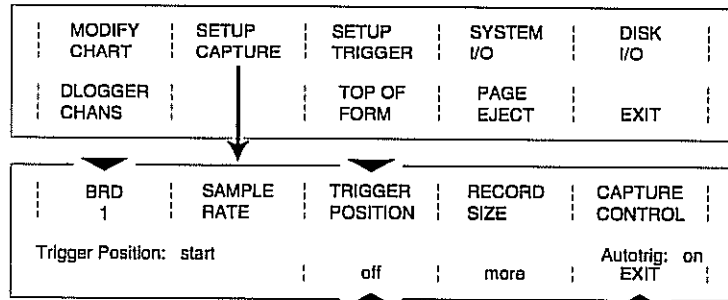 MODIFY SETUP SETUP SYSTEM DISK
CHART CAPTURE TRIGGER I/O I/O
DLOGGER TOP OF PAGE
CHANS FORM EJECT EXIT
BRD SAMPLE TRIGGER RECORD CAPTURE
1 RATE POSITION SIZE CONTROL
Trigger Position: start Autotrig: on
off more EXIT